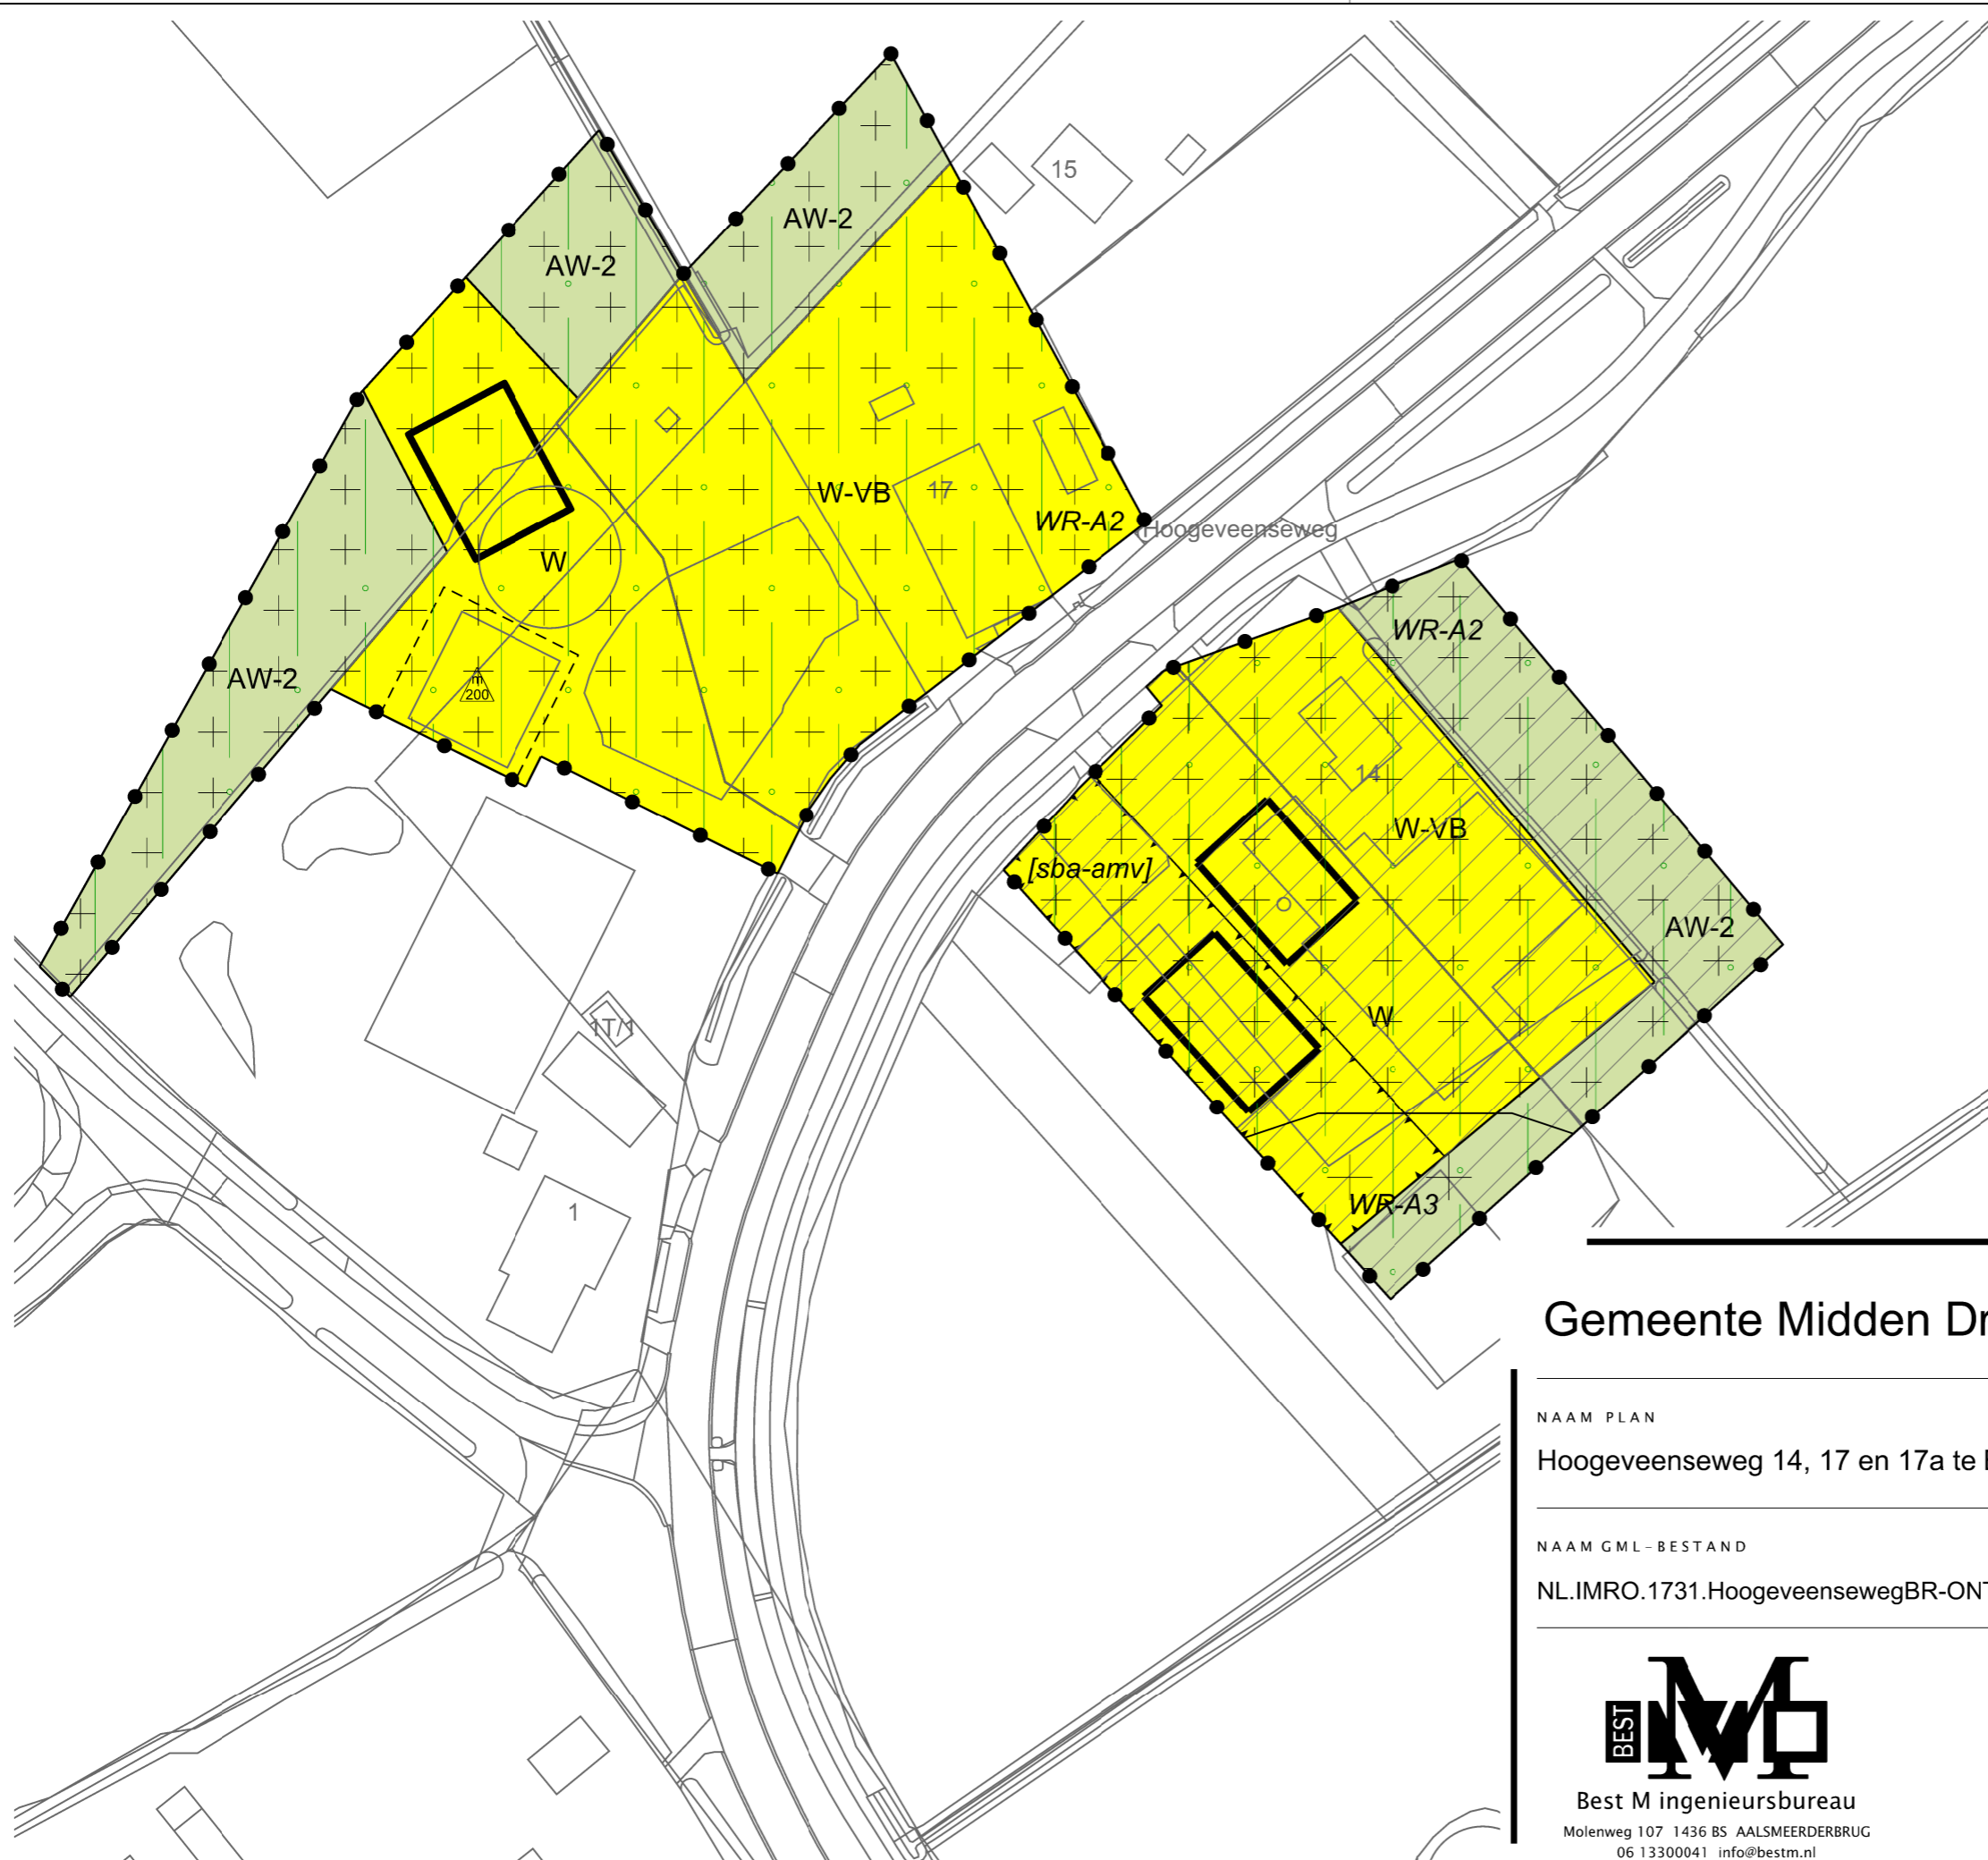 15
AW-2
AW-2
W-VB
17
WR-A2
Hoogeveenseweg
W
AW-2
m
200
WR-A2
14
W-VB
[sba-amv]
AW-2
W
1T/1
WR-A3
1
Gemeente Midden Dr
NAAM PLAN
Hoogeveenseweg 14, 17 en 17a te
NAAM GML-BESTAND
NL.IMRO.1731.HoogeveensewegBR-ON
BEST
M
Best M ingenieursbureau
Molenweg 107 1436 BS AALSMEERDERBRUG
06 13300041 info@bestm.nl